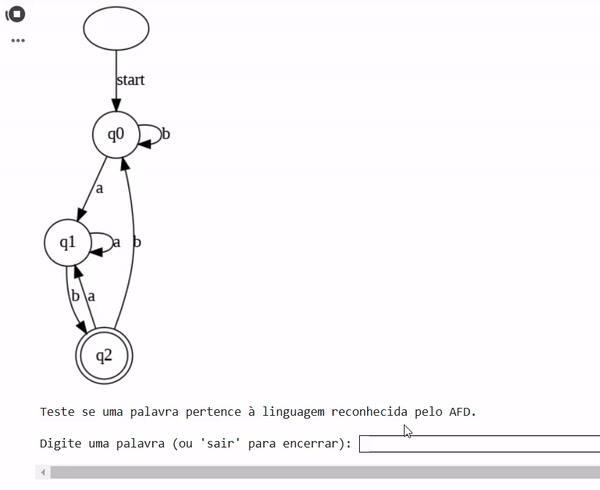 start
q0
b
a
q1
a
b
b
a
q2
Teste se uma palavra pertence à linguagem reconhecida pelo AFD.
Digite uma palavra (ou 'sair' para encerrar):